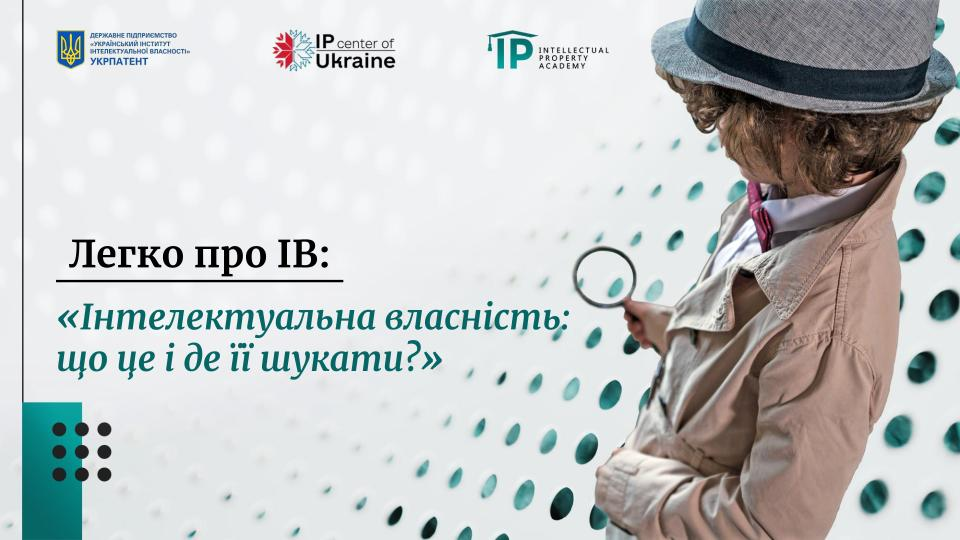 ДЕРЖАВНЕ ПІДПРИЄМСТВО
«УКРАЇНСЬКИЙ ІНСТИТУТ
ІНТЕЛЕКТУАЛЬНОЇ ВЛАСНОСТІ»
УКРПАТЕНТ
IP center of
Ukraine
IP INTELLECTUAL
PROPERTY
ACADEMY
Легко про ІВ:
«Інтелектуальна власність:
що це і де її шукати?»